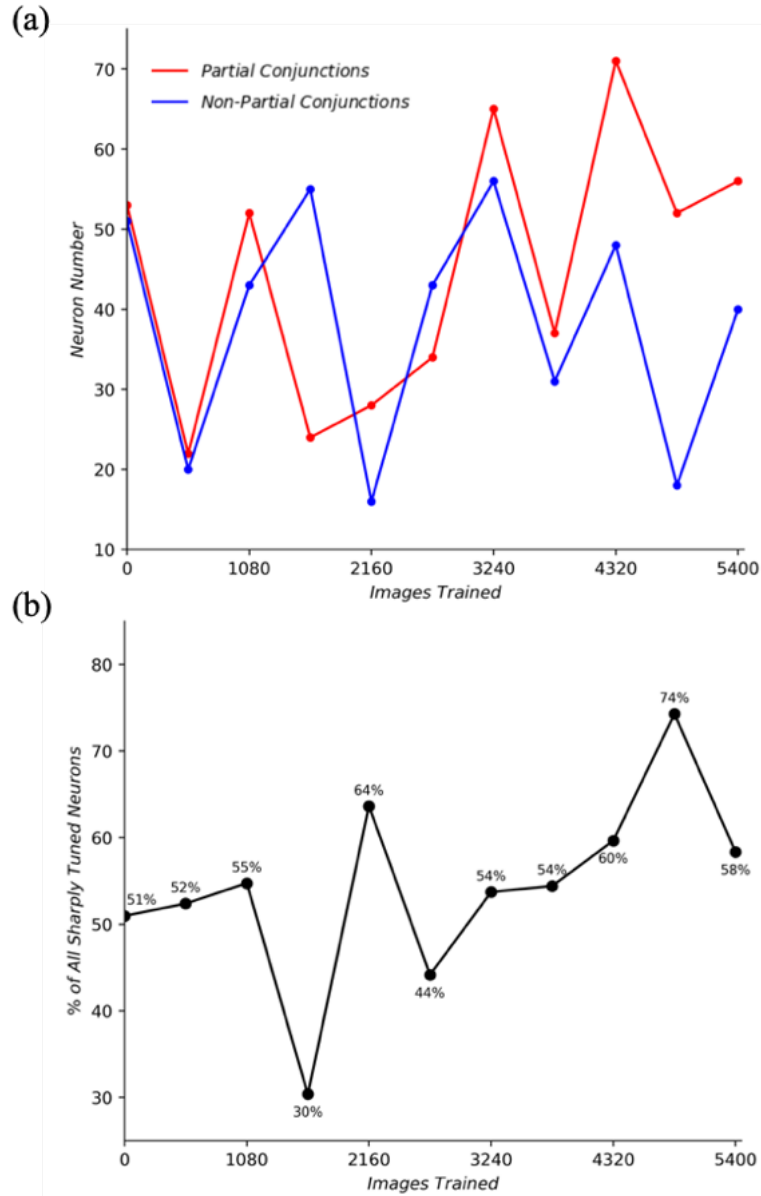 (a)
70
60
50
40
30
20
10
Neuron Number
Partial Conjunctions
Non-Partial Conjunctions
0 1080 2160 3240 4320 5400
Images Trained
(b)
80
70
60
50
40
30
% of All Sharply Tuned Neurons
51% 52% 55% 30% 64% 44% 54% 54% 60% 74% 58%
0 1080 2160 3240 4320 5400
Images Trained